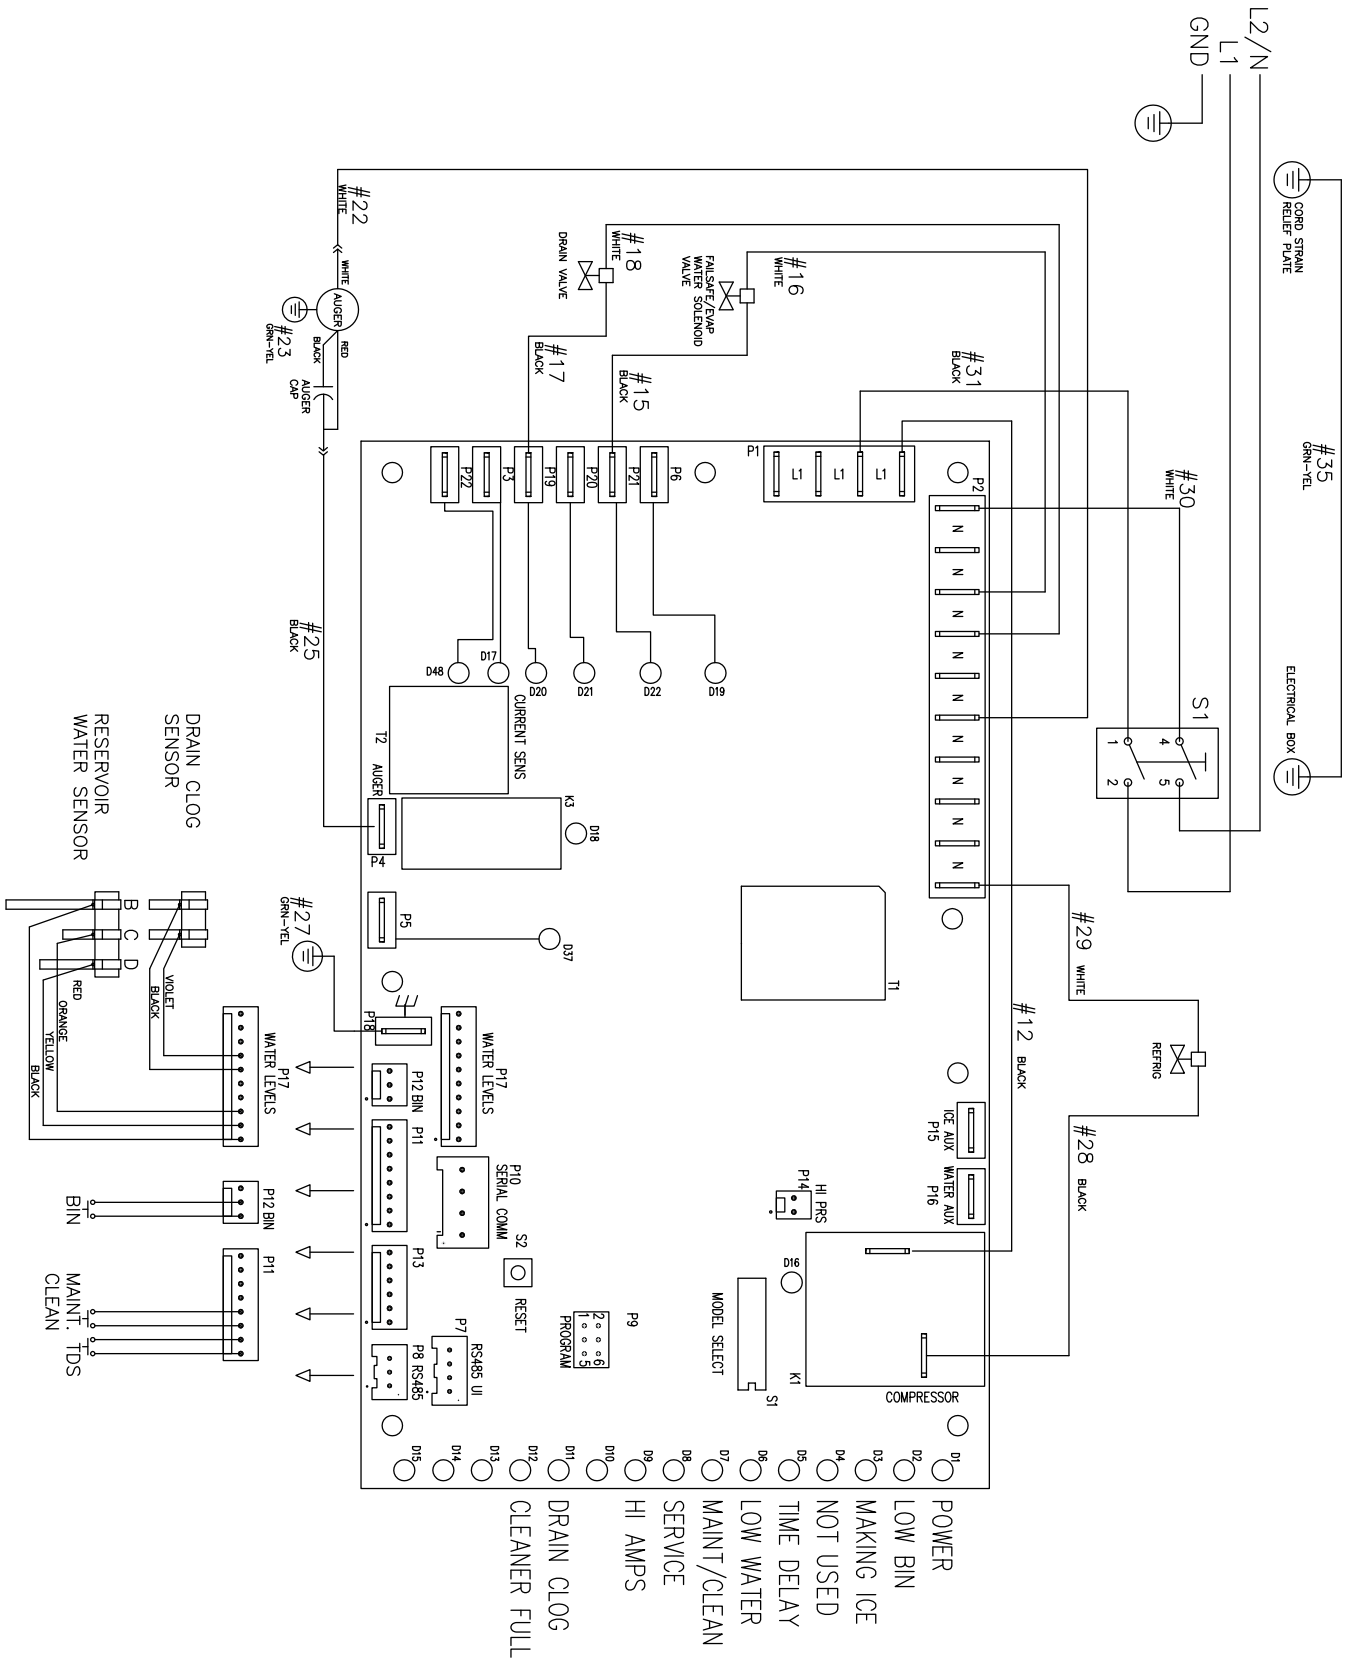 L2/N
L1
GND
CORD STRAIN
RELIEF PLATE
#35
GRN-YEL
ELECTRICAL BOX
#30
WHITE
S1
1
4
2
5
#31
BLACK
#16
WHITE
FAILSAFE/EVAP
WATER SOLENOID
VALVE
#15
BLACK
#18
WHITE
DRAIN VALVE
#17
BLACK
#22
WHITE
WHITE
AUGER
#23
GRN-YEL
RED
BLACK
AUGER
CAP
#25
BLACK
#29
WHITE
REFRIG
#28
BLACK
#12
BLACK
P2
N
N
N
N
N
N
N
N
N
P1
L1
L1
L1
P6
P21
P20
P19
P3
P22
D19
D22
D21
D20
D17
D48
CURRENT SENS
T2
AUGER
P4
K3
D18
P5
D37
T1
#27
GRN-YEL
P18
P17
WATER LEVELS
P12 BIN
P11
P10
SERIAL COMM
P13
S2
RESET
P7
RS485 UI
P8 RS485
P9
2
6
1
5
PROGRAM
ICE AUX
P15
WATER AUX
P16
P14
HI PRS
D16
MODEL SELECT
S1
K1
COMPRESSOR
D1
POWER
D2
LOW BIN
D3
MAKING ICE
D4
NOT USED
D5
TIME DELAY
D6
LOW WATER
D7
MAINT/CLEAN
D8
SERVICE
D9
HI AMPS
D10
D11
DRAIN CLOG
D12
CLEANER FULL
D13
D14
D15
DRAIN CLOG
SENSOR
RESERVOIR
WATER SENSOR
B
C
D
VIOLET
BLACK
RED
ORANGE
YELLOW
BLACK
P17
WATER LEVELS
P12 BIN
BIN
P11
MAINT. TDS
CLEAN